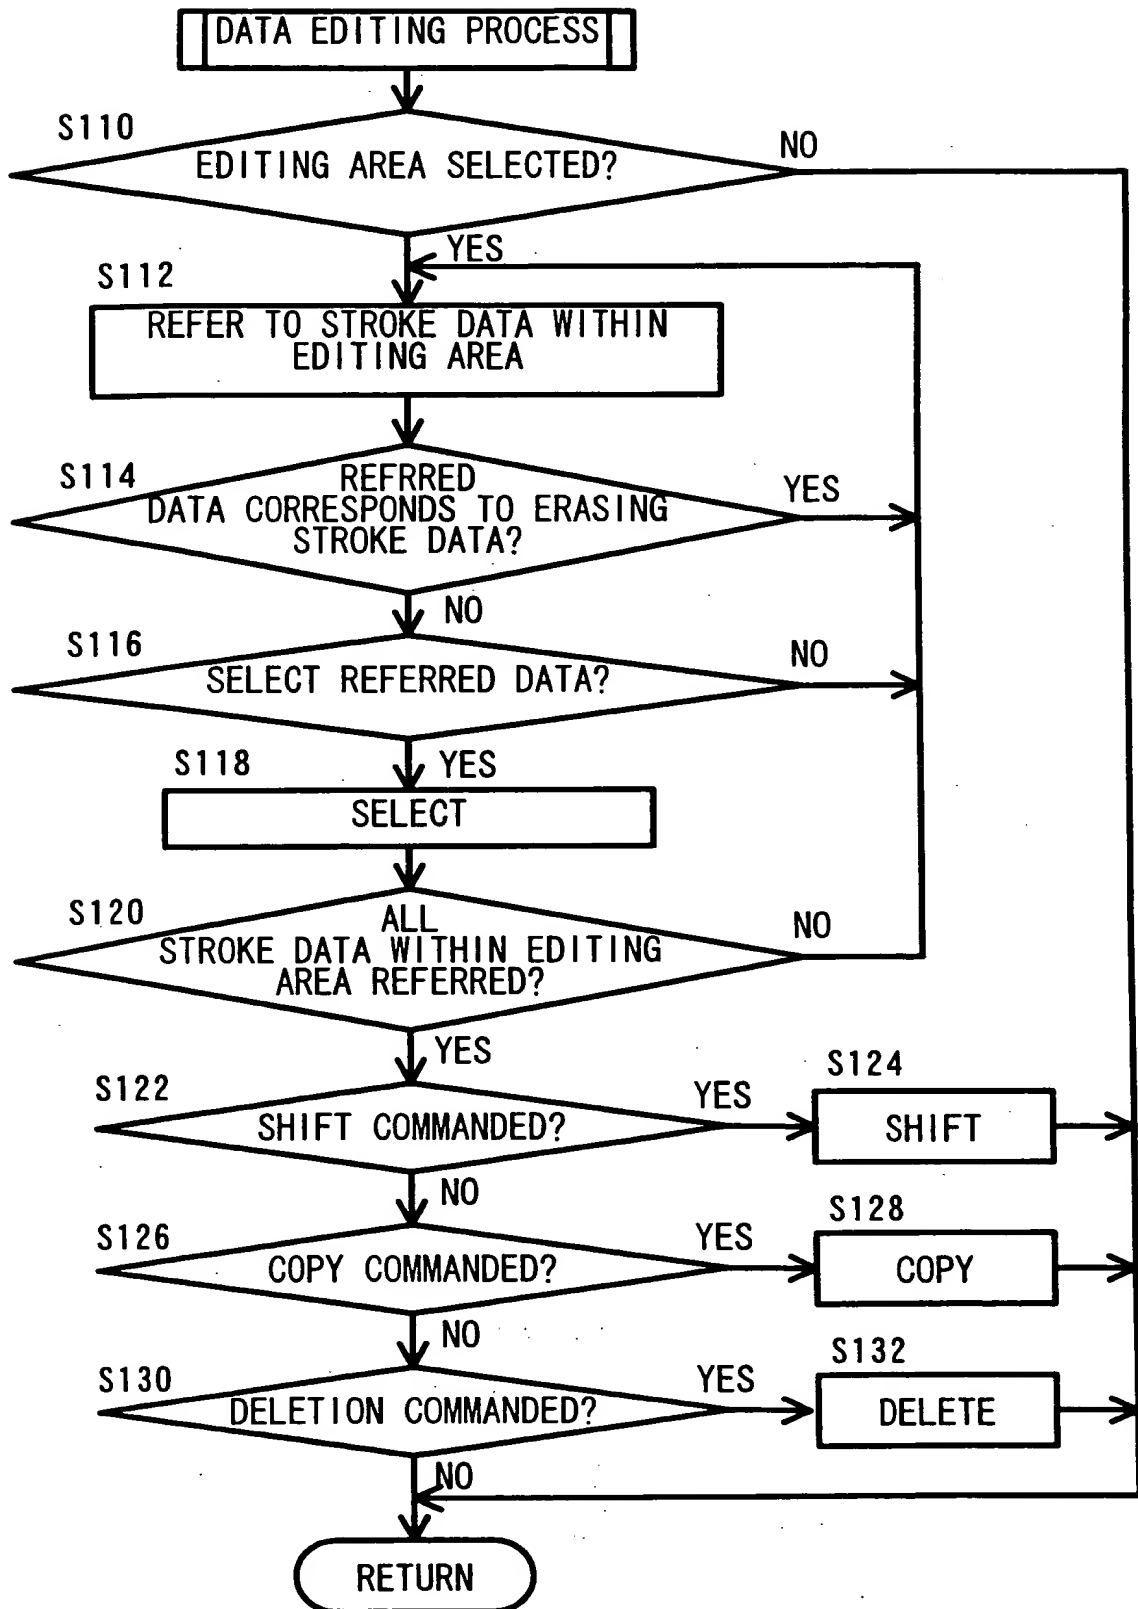 DATA EDITING PROCESS
S110
EDITING AREA SELECTED?
NO
YES
S112
REFER TO STROKE DATA WITHIN
EDITING AREA
S114
REFRRED
DATA CORRESPONDS TO ERASING
STROKE DATA?
YES
NO
S116
SELECT REFERRED DATA?
NO
YES
S118
SELECT
S120
ALL
STROKE DATA WITHIN EDITING
AREA REFERRED?
NO
YES
S122
SHIFT COMMANDED?
YES
S124
SHIFT
NO
S126
COPY COMMANDED?
YES
S128
COPY
NO
S130
DELETION COMMANDED?
YES
S132
DELETE
NO
RETURN